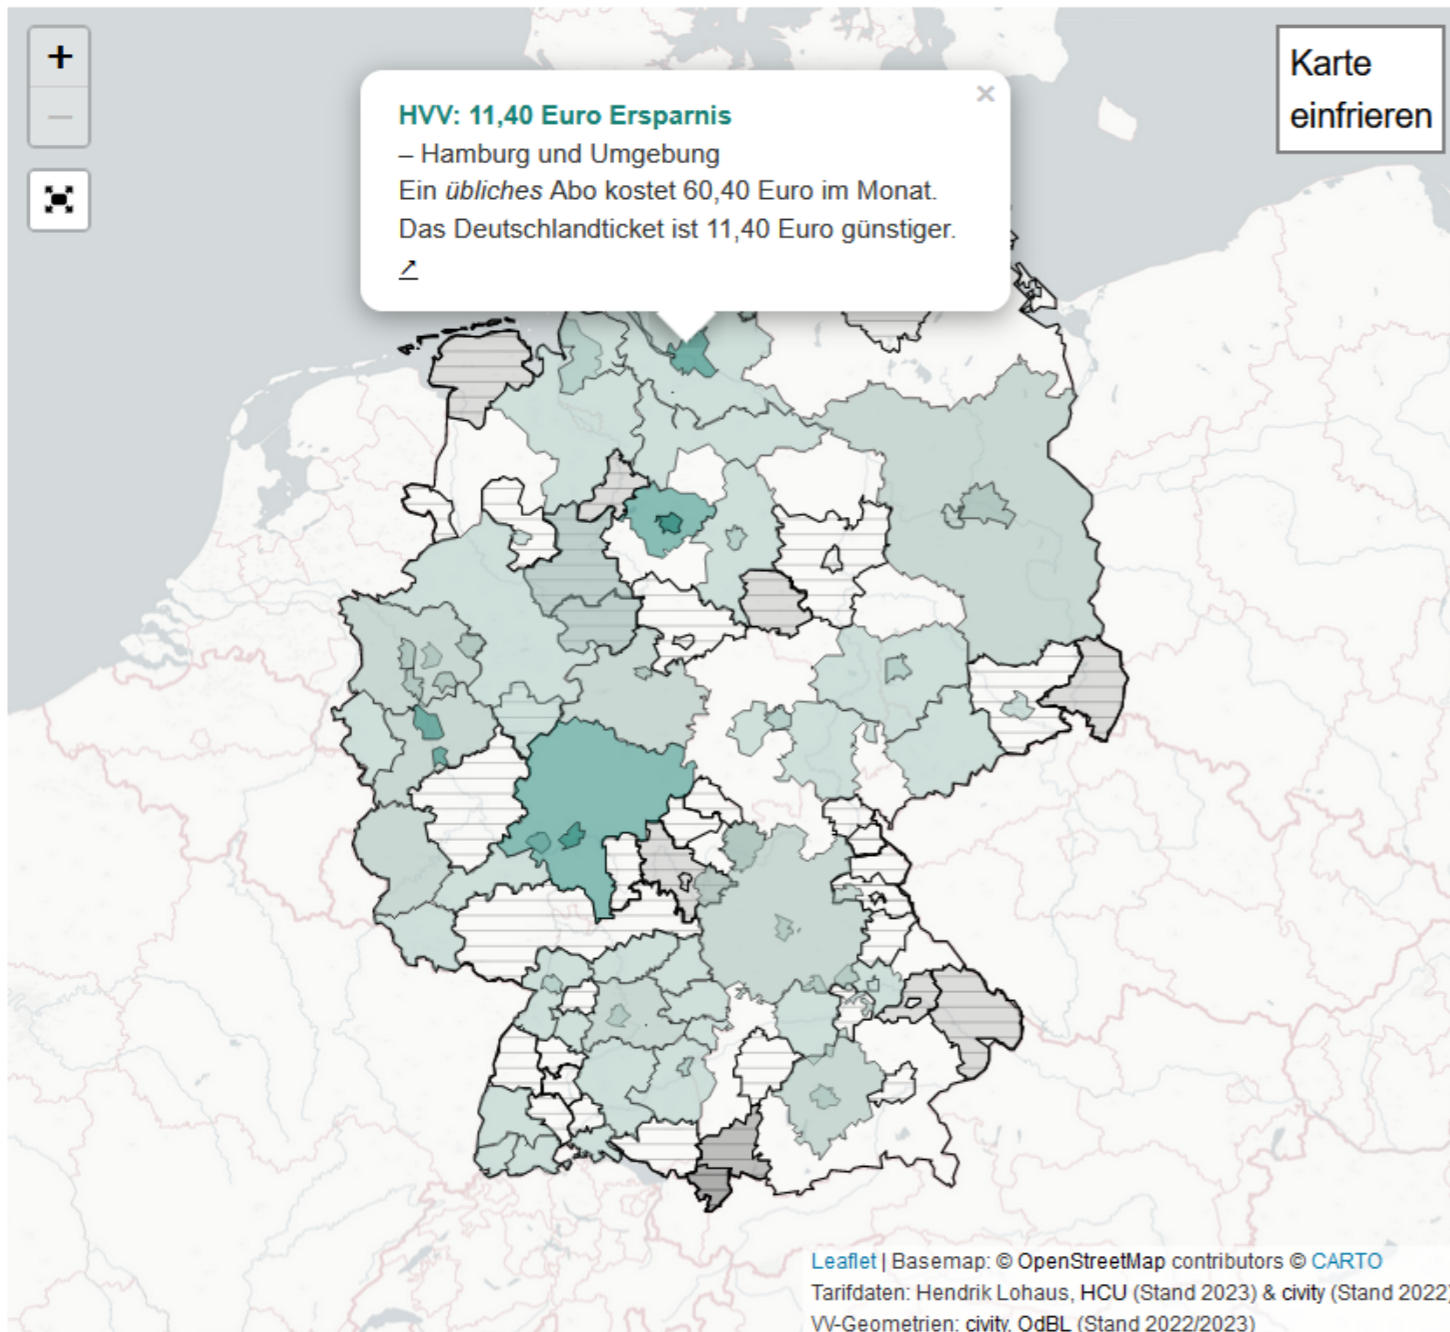 +
−
Karte
einfrieren
×
HVV: 11,40 Euro Ersparnis
– Hamburg und Umgebung
Ein übliches Abo kostet 60,40 Euro im Monat.
Das Deutschlandticket ist 11,40 Euro günstiger.
↗
Leaflet | Basemap: © OpenStreetMap contributors © CARTO
Tarifdaten: Hendrik Lohaus, HCU (Stand 2023) & civity (Stand 2022)
VV-Geometrien: civity, OdBL (Stand 2022/2023)